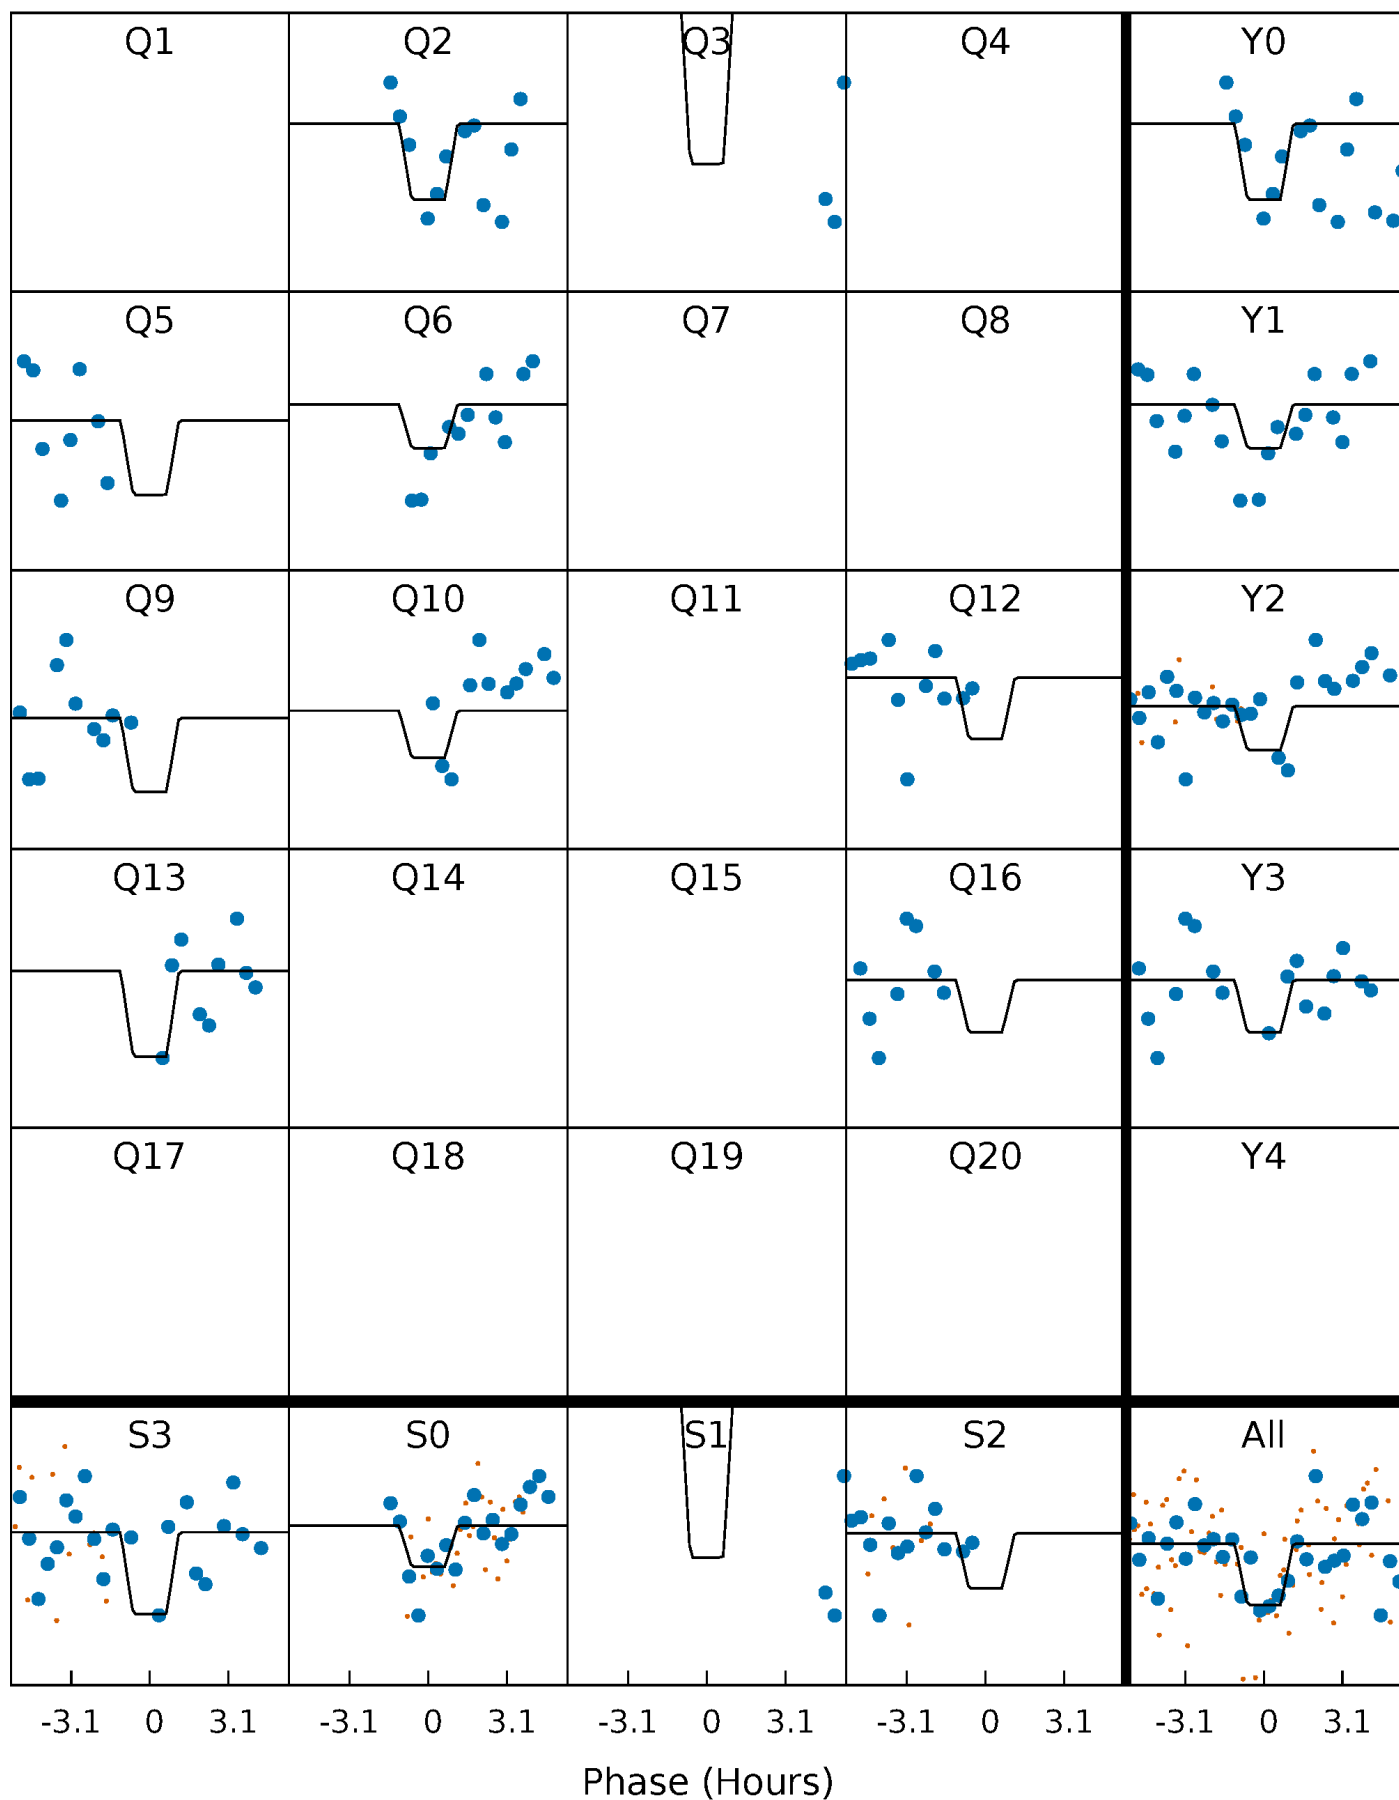 Q1 Q2 Q3 Q4 Y0
Q5 Q6 Q7 Q8 Y1
Q9 Q10 Q11 Q12 Y2
Q13 Q14 Q15 Q16 Y3
Q17 Q18 Q19 Q20 Y4
S3 S0 S1 S2 All
-3.1 0 3.1 -3.1 0 3.1 -3.1 0 3.1 -3.1 0 3.1 -3.1 0 3.1
Phase (Hours)